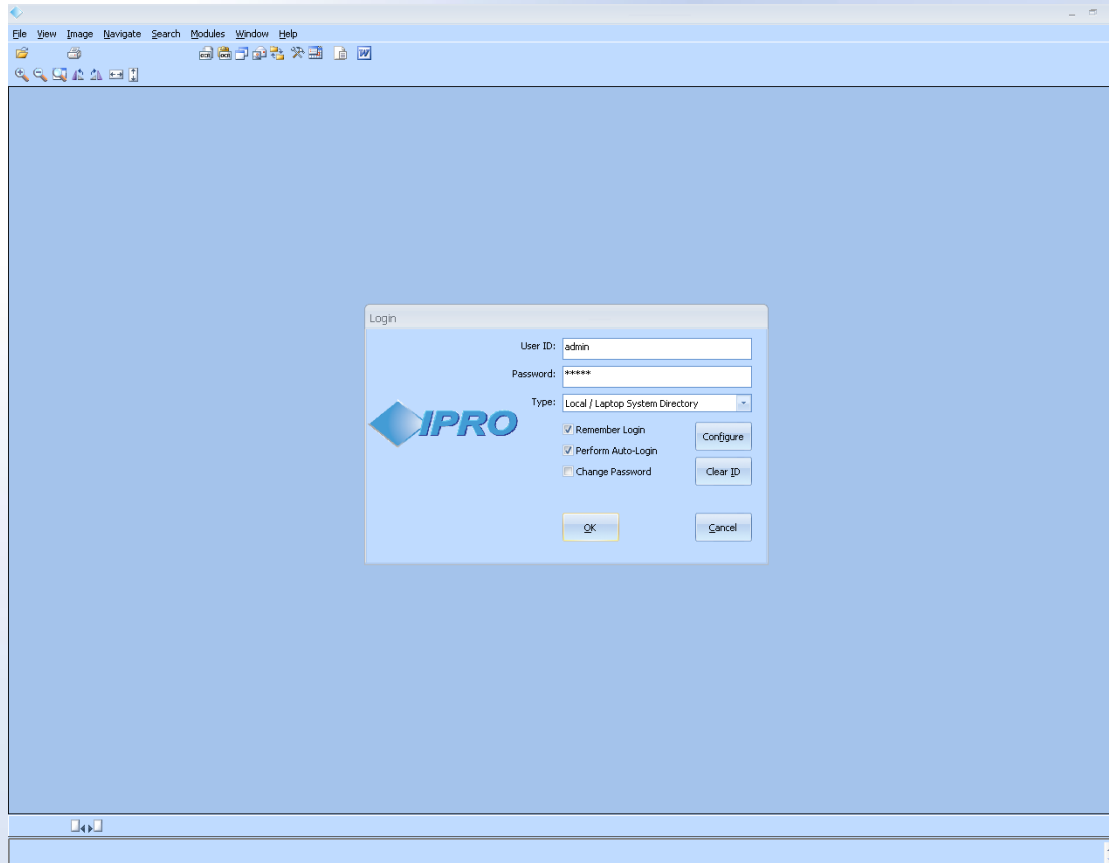 File View Image Navigate Search Modules Window Help
Login
User ID: admin
Password: *****
Type: Local / Laptop System Directory
IPRO
Remember Login
Configure
Perform Auto-Login
Change Password
Clear ID
OK Cancel